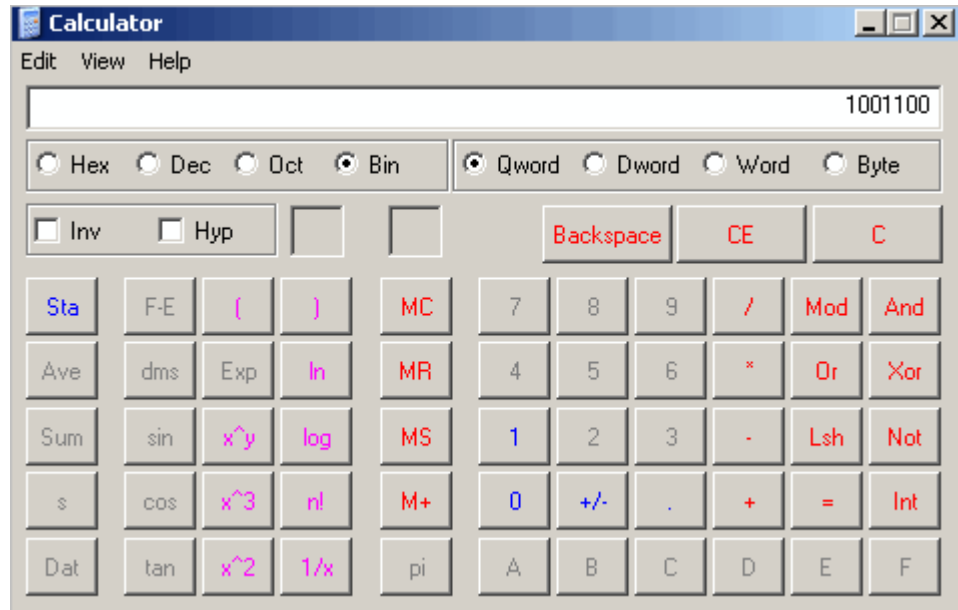 Calculator
Edit View Help
1001100
Hex Dec Oct Bin Qword Dword Word Byte
Inv Hyp Backspace CE C
Sta F-E ( ) MC 7 8 9 / Mod And
Ave dms Exp ln MR 4 5 6 * Or Xor
Sum sin x^y log MS 1 2 3 - Lsh Not
s cos x^3 n! M+ 0 +/- . + = Int
Dat tan x^2 1/x pi A B C D E F